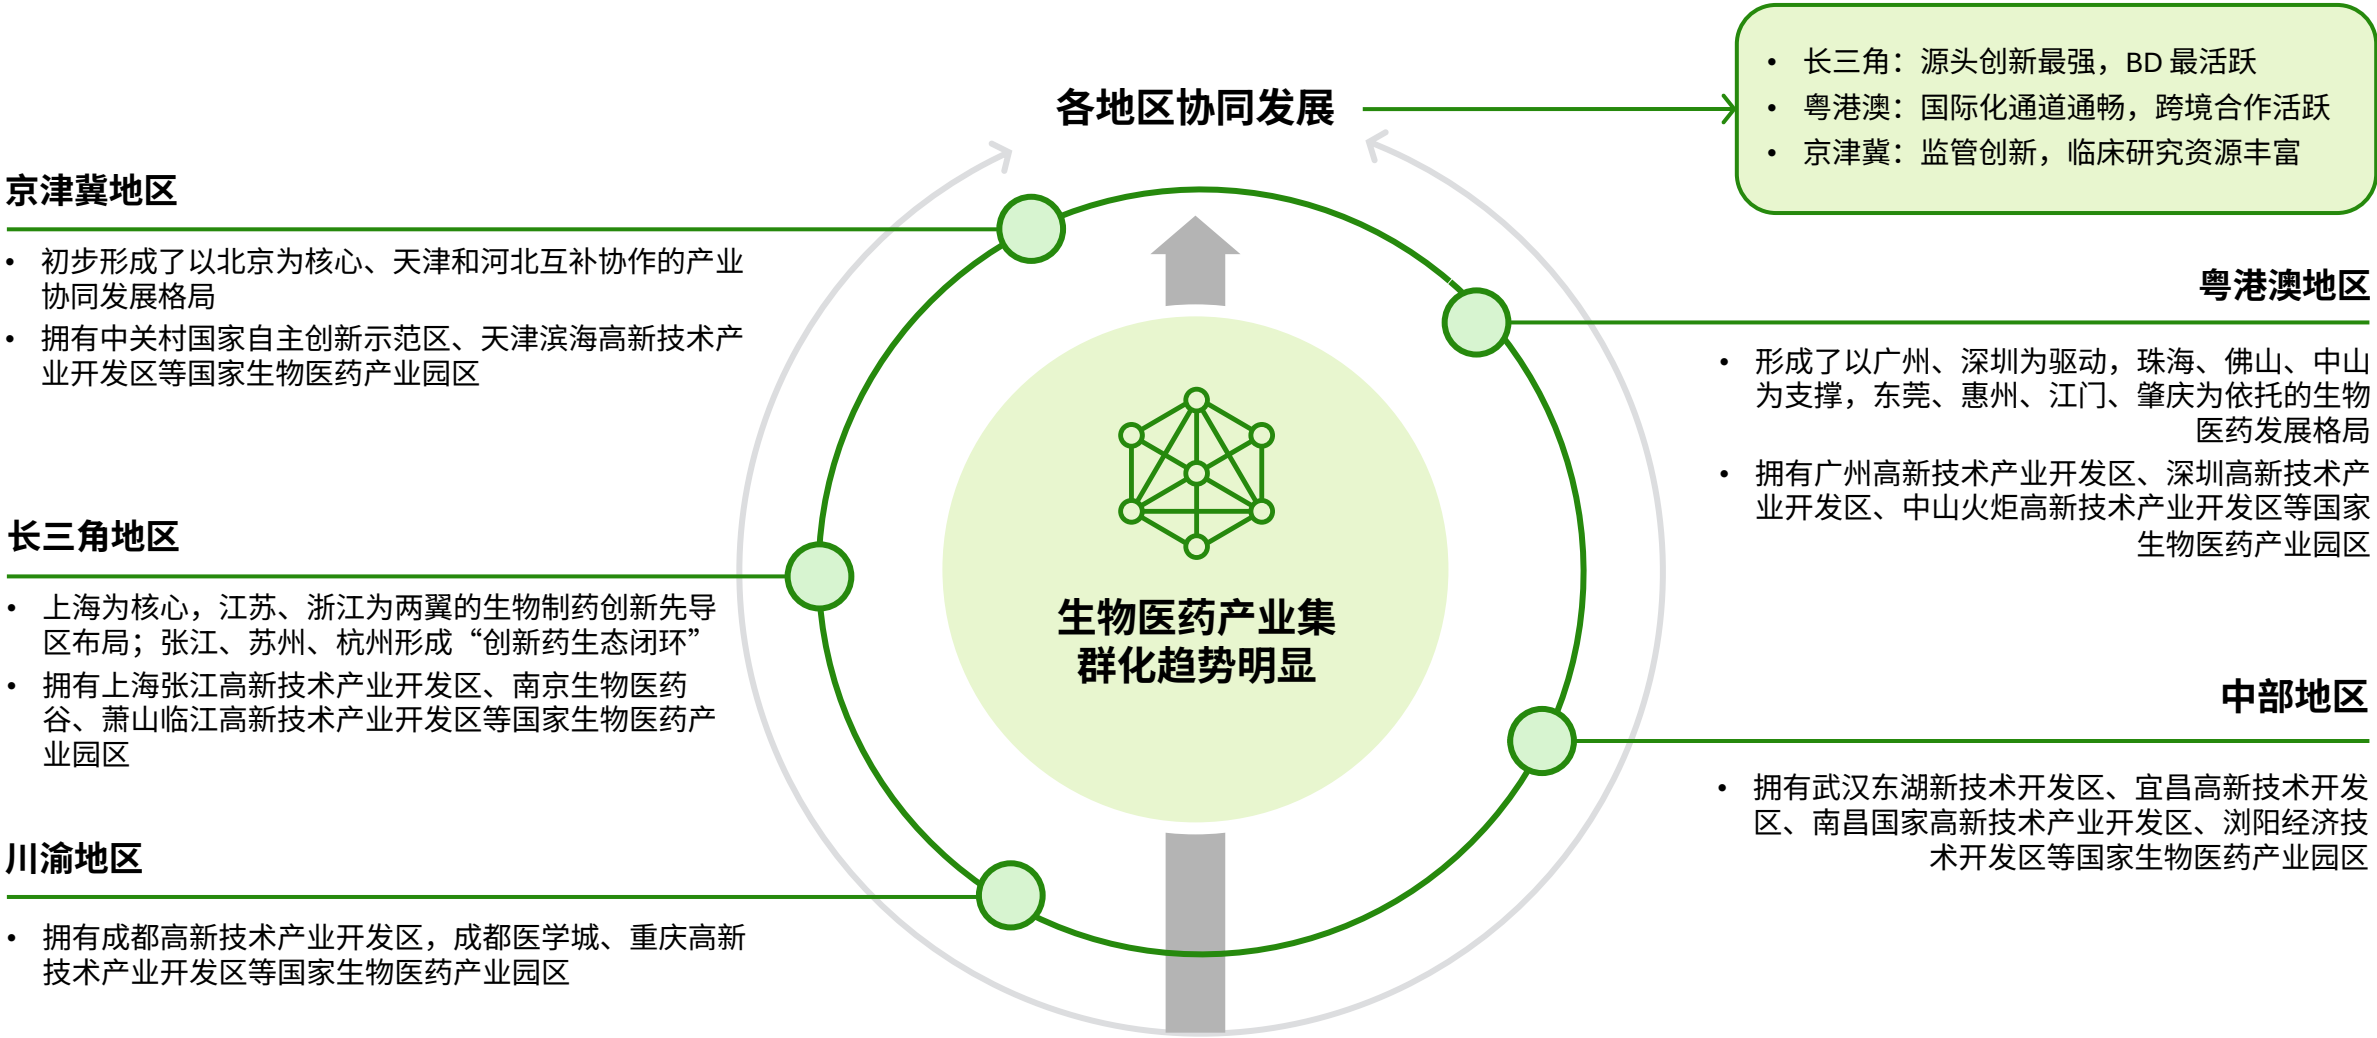 各地区协同发展
• 长三角：源头创新最强，BD 最活跃
• 粤港澳：国际化通道通畅，跨境合作活跃
• 京津冀：监管创新，临床研究资源丰富
京津冀地区
• 初步形成了以北京为核心、天津和河北互补协作的产业
协同发展格局
• 拥有中关村国家自主创新示范区、天津滨海高新技术产
业开发区等国家生物医药产业园区
长三角地区
• 上海为核心，江苏、浙江为两翼的生物制药创新先导
区布局；张江、苏州、杭州形成“创新药生态闭环”
• 拥有上海张江高新技术产业开发区、南京生物医药
谷、萧山临江高新技术产业开发区等国家生物医药产
业园区
川渝地区
• 拥有成都高新技术产业开发区，成都医学城、重庆高新
技术产业开发区等国家生物医药产业园区
生物医药产业集
群化趋势明显
粤港澳地区
• 形成了以广州、深圳为驱动，珠海、佛山、中山
为支撑，东莞、惠州、江门、肇庆为依托的生物
医药发展格局
• 拥有广州高新技术产业开发区、深圳高新技术产
业开发区、中山火炬高新技术产业开发区等国家
生物医药产业园区
中部地区
• 拥有武汉东湖新技术开发区、宜昌高新技术开发
区、南昌国家高新技术产业开发区、浏阳经济技
术开发区等国家生物医药产业园区